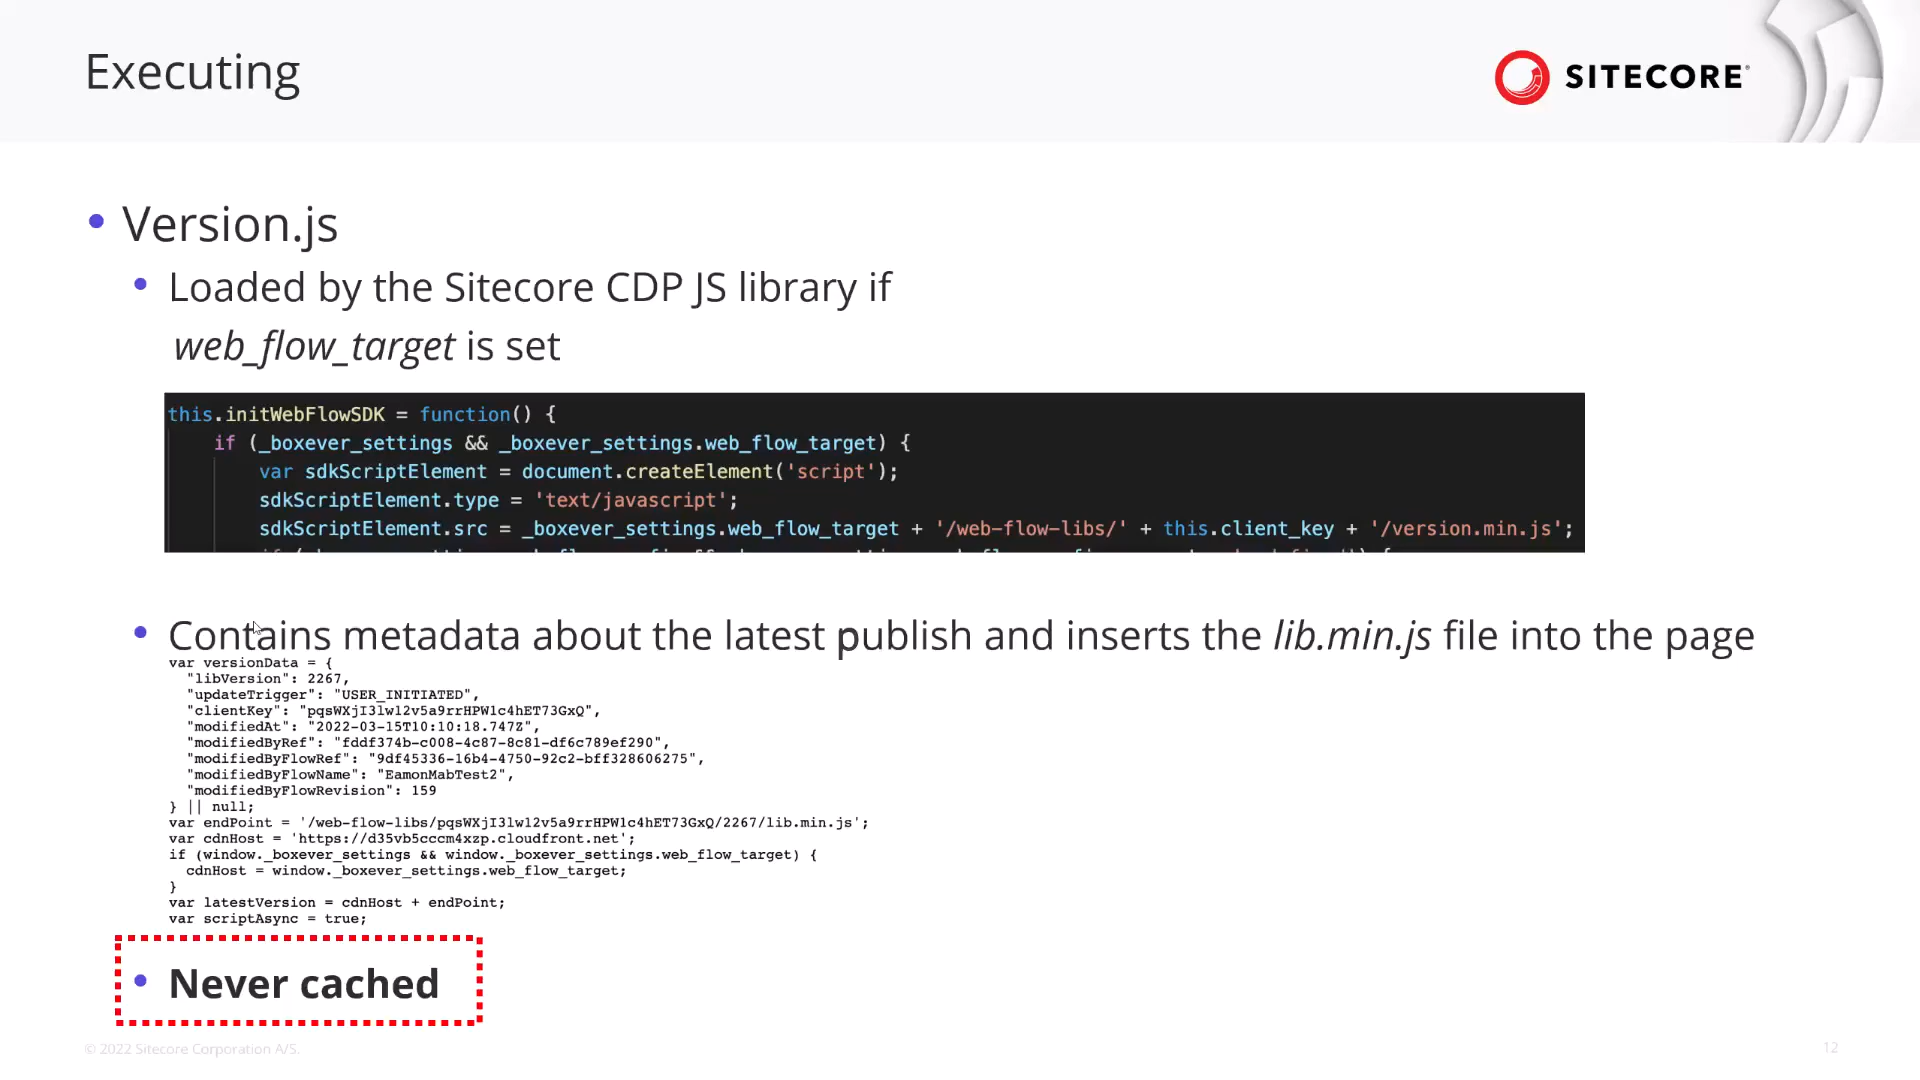 Executing
SITECORE
• Version.js
• Loaded by the Sitecore CDP JS library if
web_flow_target is set
this.initWebFlowSDK = function() {
if (_boxever_settings && _boxever_settings.web_flow_target) {
var sdkScriptElement = document.createElement('script');
sdkScriptElement.type = 'text/javascript';
sdkScriptElement.src = _boxever_settings.web_flow_target + '/web-flow-libs/' + this.client_key + '/version.min.js';
• Contains metadata about the latest publish and inserts the lib.min.js file into the page
var versionData = {
"libVersion": 2267,
"updateTrigger": "USER_INITIATED",
"clientKey": "pqsWXjI3lw12v5a9rrHPW1c4hET73GxQ",
"modifiedAt": "2022-03-15T10:10:18.747Z",
"modifiedByRef": "fddf374b-c008-4c87-8c81-df6c789ef290",
"modifiedByFlowRef": "9df45336-16b4-4750-92c2-bff328606275",
"modifiedByFlowName": "EamonMabTest2",
"modifiedByFlowRevision": 159
} || null;
var endPoint = '/web-flow-libs/pqsWXjI3lw12v5a9rrHPW1c4hET73GxQ/2267/lib.min.js';
var cdnHost = 'https://d35vb5cccm4xzp.cloudfront.net';
if (window._boxever_settings && window._boxever_settings.web_flow_target) {
cdnHost = window._boxever_settings.web_flow_target;
}
var latestVersion = cdnHost + endPoint;
var scriptAsync = true;
• Never cached
© 2022 Sitecore Corporation A/S.
12